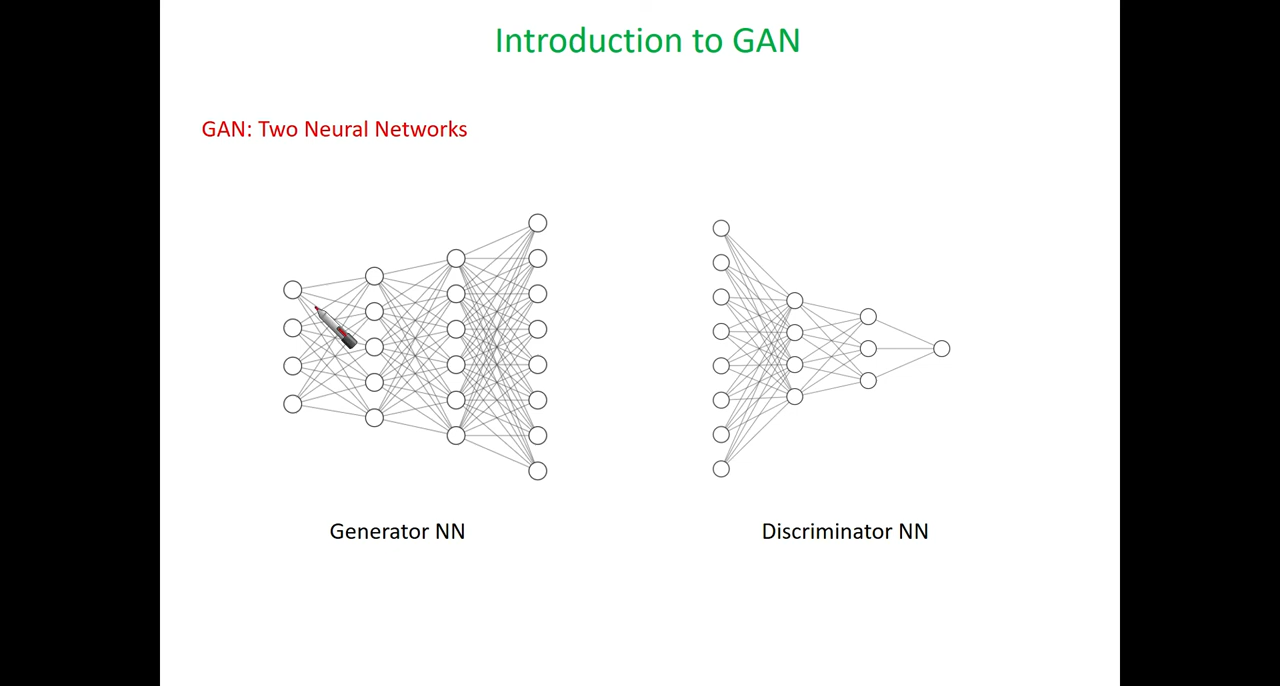 Introduction to GAN
GAN: Two Neural Networks
Generator NN
Discriminator NN